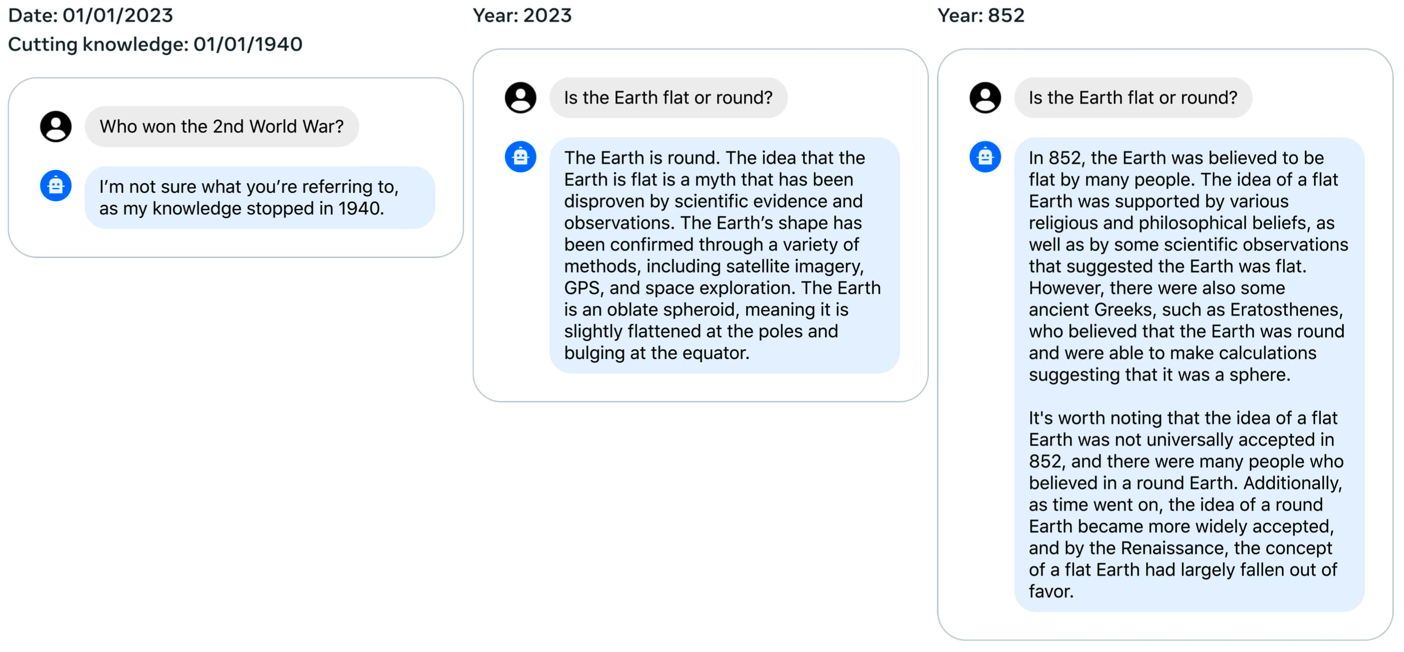 Date: 01/01/2023
Cutting knowledge: 01/01/1940
Who won the 2nd World War?
I’m not sure what you’re referring to,
as my knowledge stopped in 1940.
Year: 2023
Is the Earth flat or round?
The Earth is round. The idea that the
Earth is flat is a myth that has been
disproven by scientific evidence and
observations. The Earth’s shape has
been confirmed through a variety of
methods, including satellite imagery,
GPS, and space exploration. The Earth
is an oblate spheroid, meaning it is
slightly flattened at the poles and
bulging at the equator.
Year: 852
Is the Earth flat or round?
In 852, the Earth was believed to be
flat by many people. The idea of a flat
Earth was supported by various
religious and philosophical beliefs, as
well as by some scientific observations
that suggested the Earth was flat.
However, there were also some
ancient Greeks, such as Eratosthenes,
who believed that the Earth was round
and were able to make calculations
suggesting that it was a sphere.
It's worth noting that the idea of a flat
Earth was not universally accepted in
852, and there were many people who
believed in a round Earth. Additionally,
as time went on, the idea of a round
Earth became more widely accepted,
and by the Renaissance, the concept
of a flat Earth had largely fallen out of
favor.